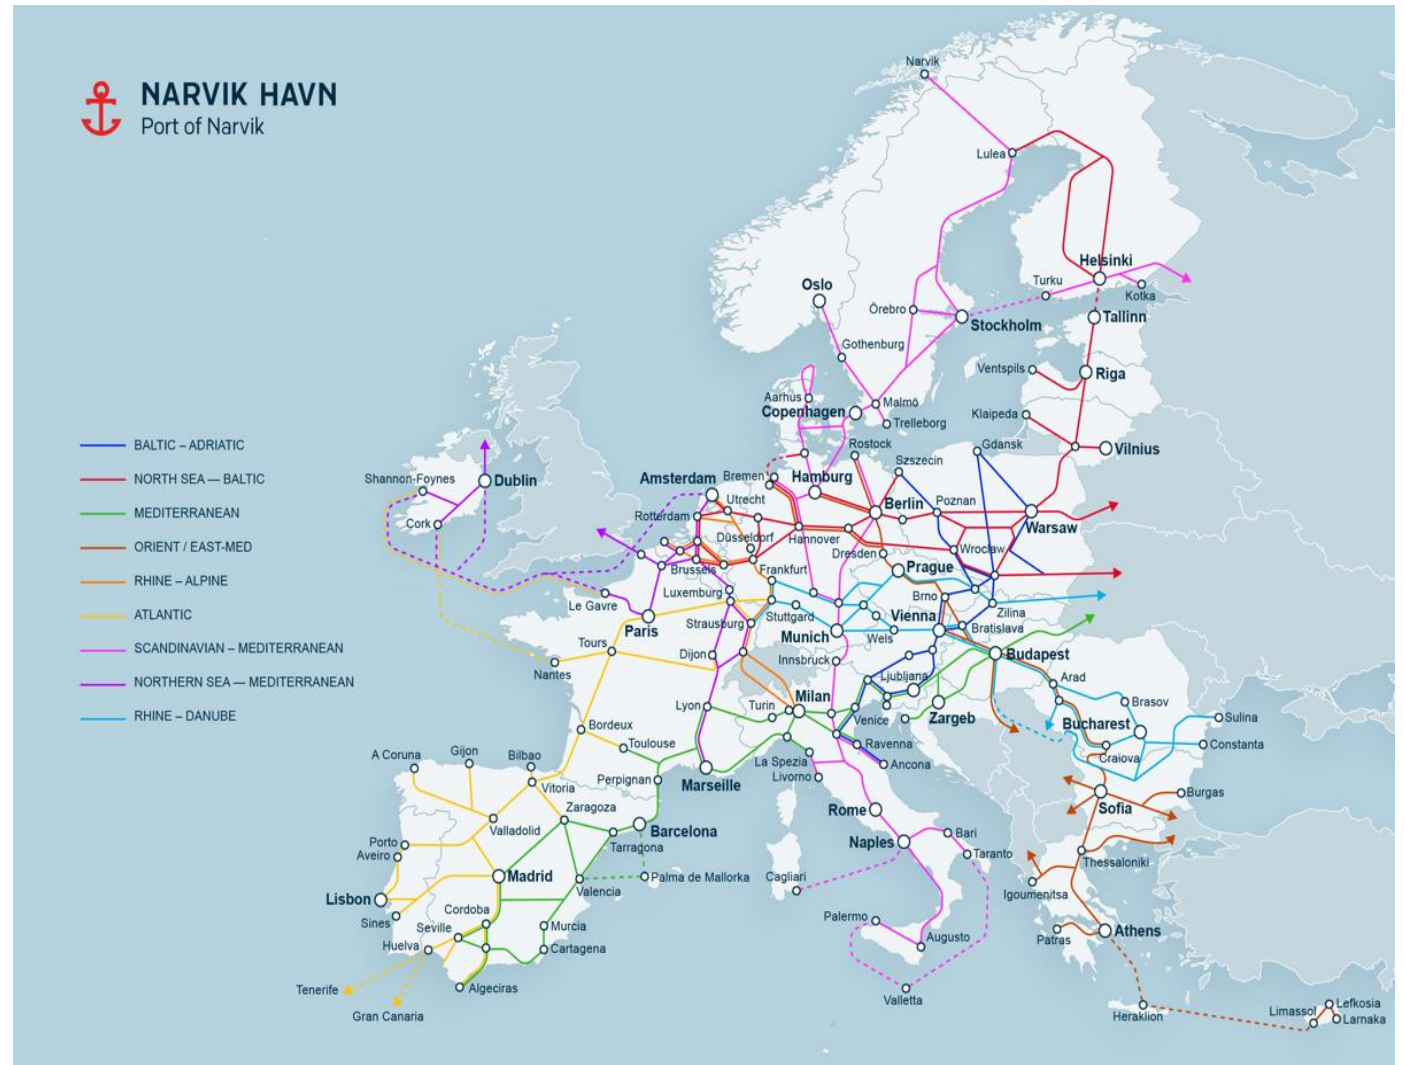 NARVIK HAVN
Port of Narvik
BALTIC – ADRIATIC
NORTH SEA — BALTIC
MEDITERRANEAN
ORIENT / EAST-MED
RHINE – ALPINE
ATLANTIC
SCANDINAVIAN – MEDITERRANEAN
NORTHERN SEA — MEDITERRANEAN
RHINE – DANUBE
Narvik
Lulea
Helsinki
Turku
Kotka
Oslo
Örebro
Stockholm
Tallinn
Gothenburg
Ventspils
Riga
Aarhus
Malmö
Copenhagen
Trelleborg
Klaipeda
Rostock
Gdansk
Vilnius
Szszecin
Shannon-Foynes
Dublin
Amsterdam
Bremen
Hamburg
Utrecht
Berlin
Poznan
Cork
Rotterdam
Warsaw
Düsseldorf
Hannover
Dresden
Wrocław
Brussels
Frankfurt
Prague
Luxemburg
Le Gavre
Brno
Zilina
Stuttgard
Vienna
Paris
Strausburg
Munich
Wels
Bratislava
Tours
Dijon
Innsbruck
Budapest
Nantes
Ljubljana
Arad
Milan
Lyon
Turin
Brasov
Venice
Zargeb
Bucharest
Sulina
Bordeux
Toulouse
Ravenna
Constanta
A Coruna
Gijon
Bilbao
Craiova
La Spezia
Ancona
Livorno
Perpignan
Marseille
Vitoria
Burgas
Zaragoza
Rome
Sofia
Valladolid
Barcelona
Porto
Tarragona
Naples
Bari
Aveiro
Taranto
Thessaloniki
Madrid
Palma de Mallorka
Cagliari
Valencia
Igoumenitsa
Lisbon
Cordoba
Sines
Seville
Murcia
Palermo
Athens
Huelva
Augusto
Patras
Cartagena
Tenerife
Algeciras
Valletta
Gran Canaria
Heraklion
Limassol
Lefkosia
Larnaka